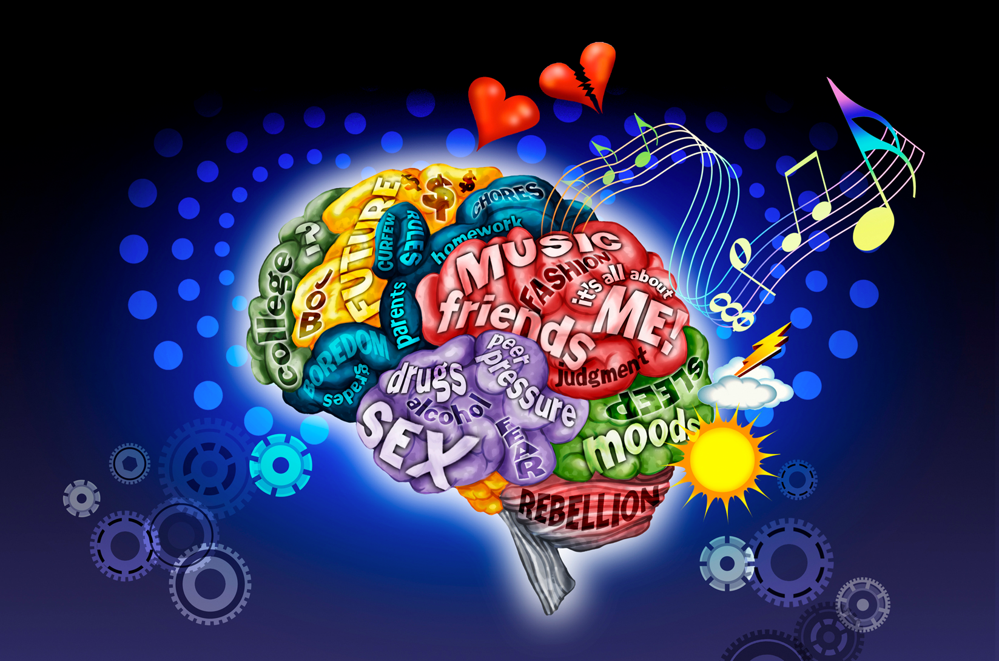 ?
college
JOB
FUTURE
$ $ $
CURFEW
RULES
CHORES
homework
parents
BOREDOM
grades
MUSIC
FASHION
friends
it's all about
ME!
judgment
drugs
alcohol
SEX
peer
pressure
FEAR
SLEEP
moods
REBELLION